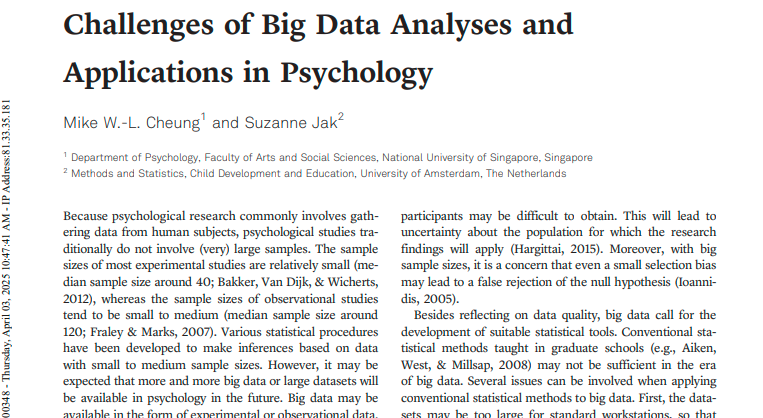 Challenges of Big Data Analyses and
Applications in Psychology
Mike W.-L. Cheung1 and Suzanne Jak2
1 Department of Psychology, Faculty of Arts and Social Sciences, National University of Singapore, Singapore
2 Methods and Statistics, Child Development and Education, University of Amsterdam, The Netherlands
Because psychological research commonly involves gath-
ering data from human subjects, psychological studies tra-
ditionally do not involve (very) large samples. The sample
sizes of most experimental studies are relatively small (me-
dian sample size around 40; Bakker, Van Dijk, & Wicherts,
2012), whereas the sample sizes of observational studies
tend to be small to medium (median sample size around
120; Fraley & Marks, 2007). Various statistical procedures
have been developed to make inferences based on data
with small to medium sample sizes. However, it may be
expected that more and more big data or large datasets will
be available in psychology in the future. Big data may be
available in the form of experimental or observational data.
participants may be difficult to obtain. This will lead to
uncertainty about the population for which the research
findings will apply (Hargittai, 2015). Moreover, with big
sample sizes, it is a concern that even a small selection bias
may lead to a false rejection of the null hypothesis (Ioanni-
dis, 2005).
Besides reflecting on data quality, big data call for the
development of suitable statistical tools. Conventional sta-
tistical methods taught in graduate schools (e.g., Aiken,
West, & Millsap, 2008) may not be sufficient in the era
of big data. Several issues can be involved when applying
conventional statistical methods to big data. First, the data-
sets may be too large for standard workstations, so that
00348 - Thursday, April 03, 2025 10:47:41 AM - IP Address:81.33.35.181